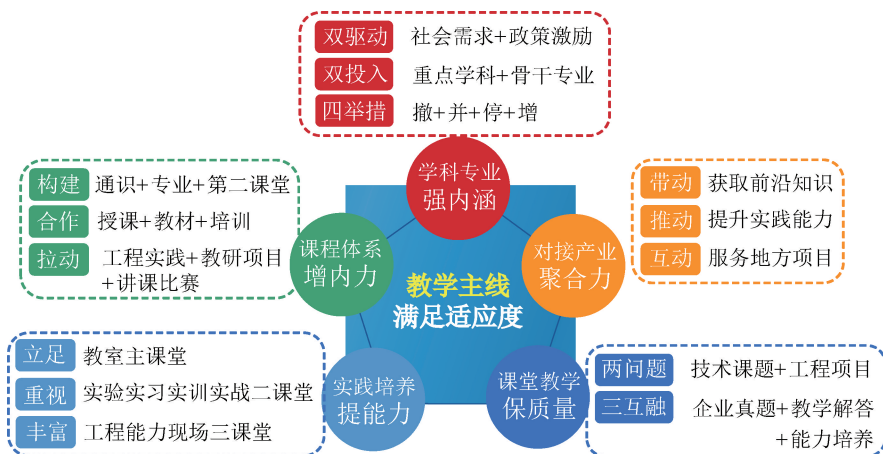 双驱动 社会需求+政策激励
双投入 重点学科+骨干专业
四举措 撤+并+停+增
学科专业
强内涵
构建 通识+专业+第二课堂
合作 授课+教材+培训
拉动 工程实践+教研项目
+讲课比赛
课程体系
增内力
带动 获取前沿知识
推动 提升实践能力
互动 服务地方项目
对接产业
聚合力
教学主线
满足适应度
立足 教室主课堂
重视 实验实习实训实战二课堂
丰富 工程能力现场三课堂
实践培养
提能力
课堂教学
保质量
两问题 技术课题+工程项目
三互融 企业真题+教学解答
+能力培养